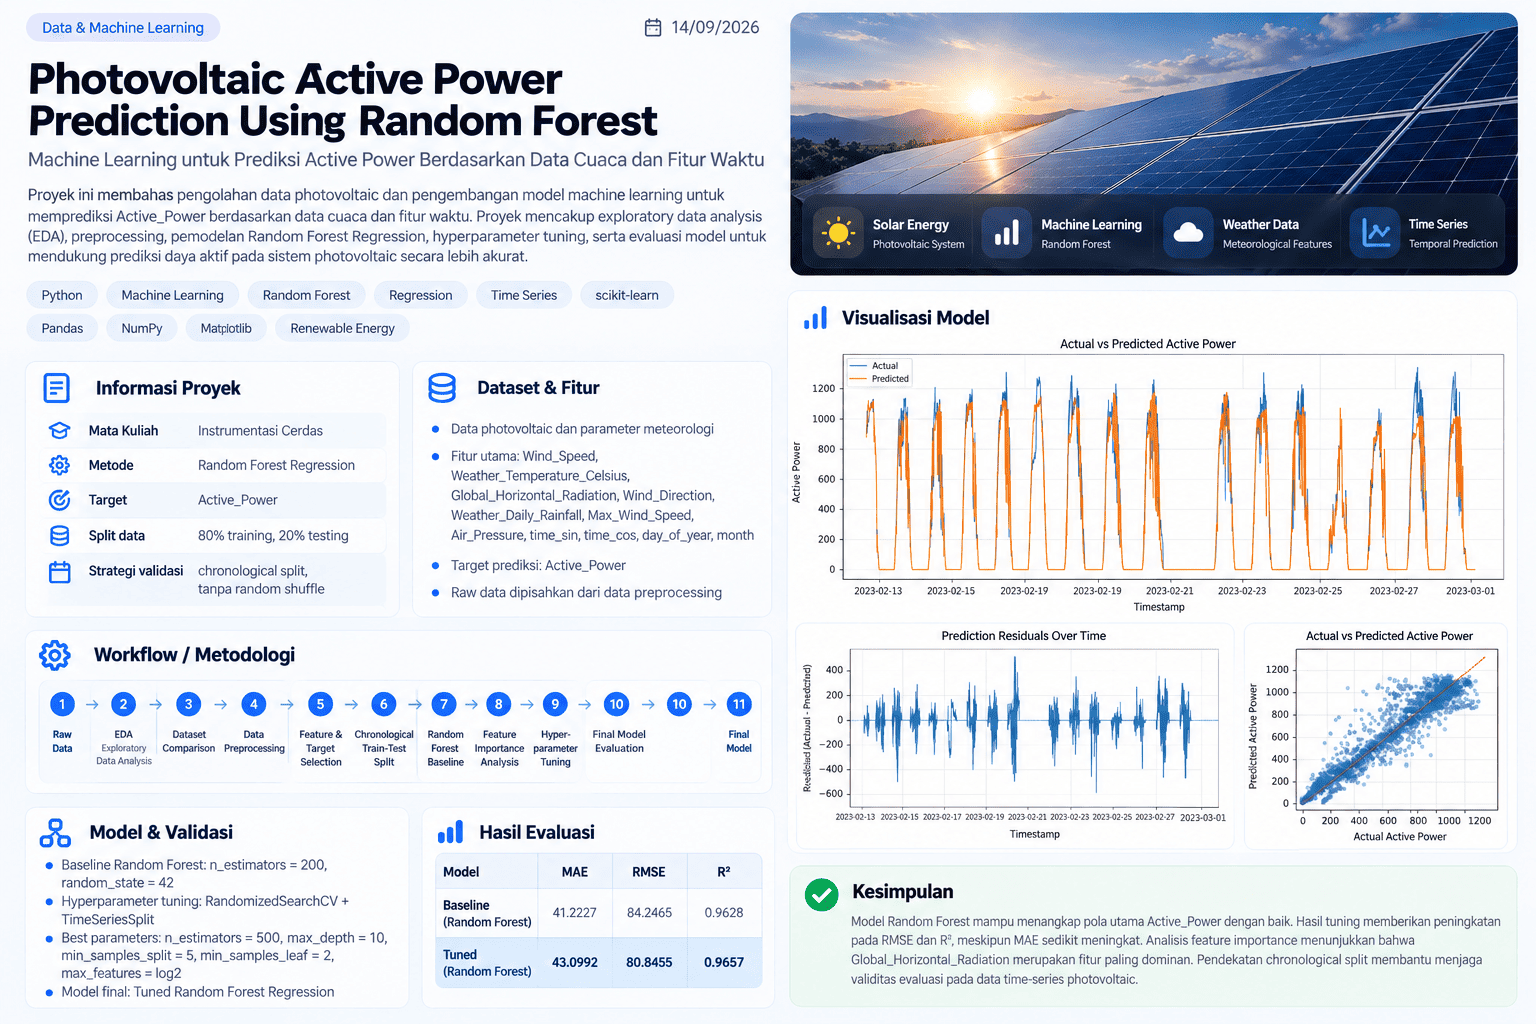 Data & Machine Learning
14/09/2026
Photovoltaic Active Power
Prediction Using Random Forest
Machine Learning untuk Prediksi Active Power Berdasarkan Data Cuaca dan Fitur Waktu
Proyek ini membahas pengolahan data photovoltaic dan pengembangan model machine learning untuk
memprediksi Active_Power berdasarkan data cuaca dan fitur waktu. Proyek mencakup exploratory data analysis
(EDA), preprocessing, pemodelan Random Forest Regression, hyperparameter tuning, serta evaluasi model untuk
mendukung prediksi daya aktif pada sistem photovoltaic secara lebih akurat.
Python
Machine Learning
Random Forest
Regression
Time Series
scikit-learn
Pandas
NumPy
Matplotlib
Renewable Energy
Solar Energy
Photovoltaic System
Machine Learning
Random Forest
Weather Data
Meteorological Features
Time Series
Temporal Prediction
Informasi Proyek
Mata Kuliah Instrumentasi Cerdas
Metode Random Forest Regression
Target Active_Power
Split data 80% training, 20% testing
Strategi validasi chronological split,
tanpa random shuffle
Dataset & Fitur
Data photovoltaic dan parameter meteorologi
Fitur utama: Wind_Speed,
Weather_Temperature_Celsius,
Global_Horizontal_Radiation, Wind_Direction,
Weather_Daily_Rainfall, Max_Wind_Speed,
Air_Pressure, time_sin, time_cos, day_of_year, month
Target prediksi: Active_Power
Raw data dipisahkan dari data preprocessing
Workflow / Metodologi
1
Raw
Data
2
EDA
Exploratory
Data Analysis
3
Dataset
Comparison
4
Data
Preprocessing
5
Feature &
Target
Selection
6
Chronological
Train-Test
Split
7
Random
Forest
Baseline
8
Feature
Importance
Analysis
9
Hyper-
parameter
Tuning
10
Final Model
Evaluation
10
11
Final
Model
Model & Validasi
Baseline Random Forest: n_estimators = 200,
random_state = 42
Hyperparameter tuning: RandomizedSearchCV +
TimeSeriesSplit
Best parameters: n_estimators = 500, max_depth = 10,
min_samples_split = 5, min_samples_leaf = 2,
max_features = log2
Model final: Tuned Random Forest Regression
Hasil Evaluasi
Model MAE RMSE R²
Baseline
(Random Forest) 41.2227 84.2465 0.9628
Tuned
(Random Forest) 43.0992 80.8455 0.9657
Visualisasi Model
Actual vs Predicted Active Power
Actual
Predicted
Active Power
1200
1000
800
600
400
200
0
2023-02-13 2023-02-15 2023-02-19 2023-02-19 2023-02-21 2023-02-23 2023-02-25 2023-02-27 2023-03-01
Timestamp
Prediction Residuals Over Time
400
200
0
−200
−400
−600
2023-02-13 2023-02-15 2023-02-17 2023-02-19 2023-02-21 2023-02-23 2023-02-25 2023-02-27 2023-03-01
Timestamp
Actual vs Predicted Active Power
Predicted Active Power
1200
1000
800
600
400
200
0
0 200 400 600 800 1000 1200
Actual Active Power
Kesimpulan
Model Random Forest mampu menangkap pola utama Active_Power dengan baik. Hasil tuning memberikan peningkatan
pada RMSE dan R², meskipun MAE sedikit meningkat. Analisis feature importance menunjukkan bahwa
Global_Horizontal_Radiation merupakan fitur paling dominan. Pendekatan chronological split membantu menjaga
validitas evaluasi pada data time-series photovoltaic.